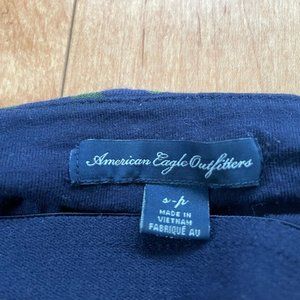 American Eagle Outfitters
s-p
MADE IN
VIETNAM
FABRIQUÉ AU